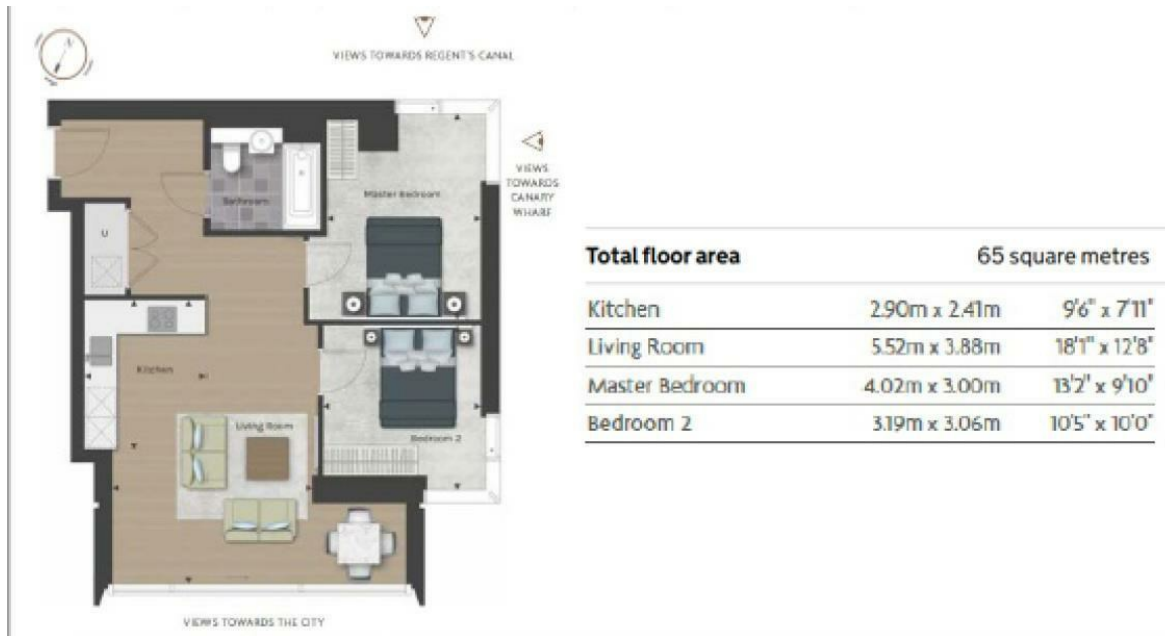 VIEWS TOWARDS REGENT'S CANAL
VIEWS
TOWARDS
CANARY
WHARF
Master Bedroom
Bathroom
U
Kitchen
Living Room
Bedroom 2
VIEWS TOWARDS THE CITY
Total floor area 65 square metres
Kitchen 2.90m x 2.41m 9'6" x 7'11"
Living Room 5.52m x 3.88m 18'1" x 12'8"
Master Bedroom 4.02m x 3.00m 13'2" x 9'10"
Bedroom 2 3.19m x 3.06m 10'5" x 10'0"